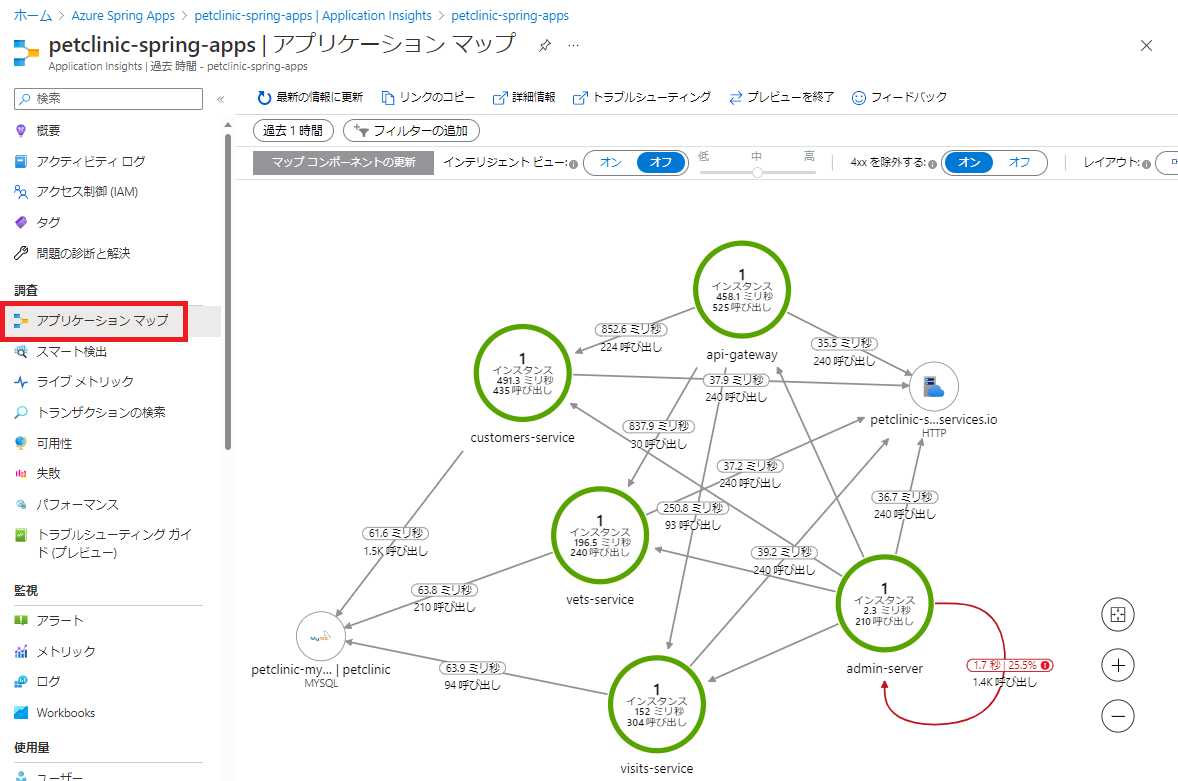 ホーム > Azure Spring Apps > petclinic-spring-apps | Application Insights > petclinic-spring-apps
petclinic-spring-apps | アプリケーション マップ ...
Application Insights | 過去 時間 - petclinic-spring-apps
検索
«
最新の情報に更新
リンクのコピー
詳細情報
トラブルシューティング
プレビューを終了
フィードバック
過去 1 時間
フィルターの追加
マップ コンポーネントの更新
インテリジェント ビュー:
オン
オフ
低
中
高
4xx を除外する:
オン
オフ
レイアウト:
概要
アクティビティ ログ
アクセス制御 (IAM)
タグ
問題の診断と解決
調査
アプリケーション マップ
スマート検出
ライブ メトリック
トランザクションの検索
可用性
失敗
パフォーマンス
トラブルシューティング ガイ
ド (プレビュー)
監視
アラート
メトリック
ログ
Workbooks
使用量
ユーザー
1
インスタンス
458.1 ミリ秒
525 呼び出し
api-gateway
852.6 ミリ秒
224 呼び出し
35.5 ミリ秒
240 呼び出し
1
インスタンス
491.3 ミリ秒
435 呼び出し
customers-service
37.9 ミリ秒
240 呼び出し
petclinic-s...services.io
HTTP
837.9 ミリ秒
30 呼び出し
37.2 ミリ秒
240 呼び出し
250.8 ミリ秒
93 呼び出し
36.7 ミリ秒
240 呼び出し
61.6 ミリ秒
1.5K 呼び出し
1
インスタンス
196.5 ミリ秒
240 呼び出し
vets-service
39.2 ミリ秒
240 呼び出し
63.8 ミリ秒
210 呼び出し
1
インスタンス
2.3 ミリ秒
210 呼び出し
admin-server
1.7 秒 | 25.5%
1.4K 呼び出し
MySQL
petclinic-my... | petclinic
MYSQL
63.9 ミリ秒
94 呼び出し
1
インスタンス
152 ミリ秒
304 呼び出し
visits-service